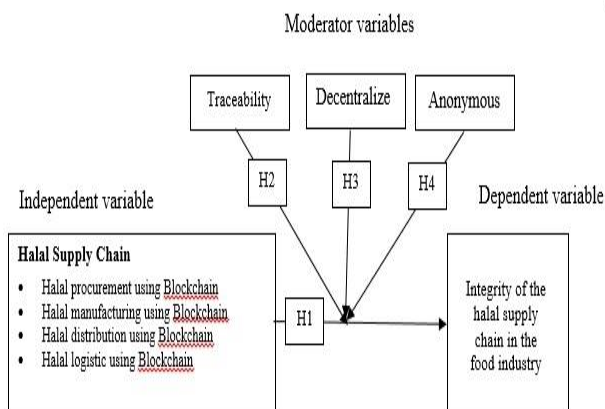 Moderator variables
Traceability
Decentralize
Anonymous
H2
H3
H4
Independent variable
Dependent variable
Halal Supply Chain
• Halal procurement using Blockchain
• Halal manufacturing using Blockchain
• Halal distribution using Blockchain
• Halal logistic using Blockchain
H1
Integrity of the
halal supply
chain in the
food industry